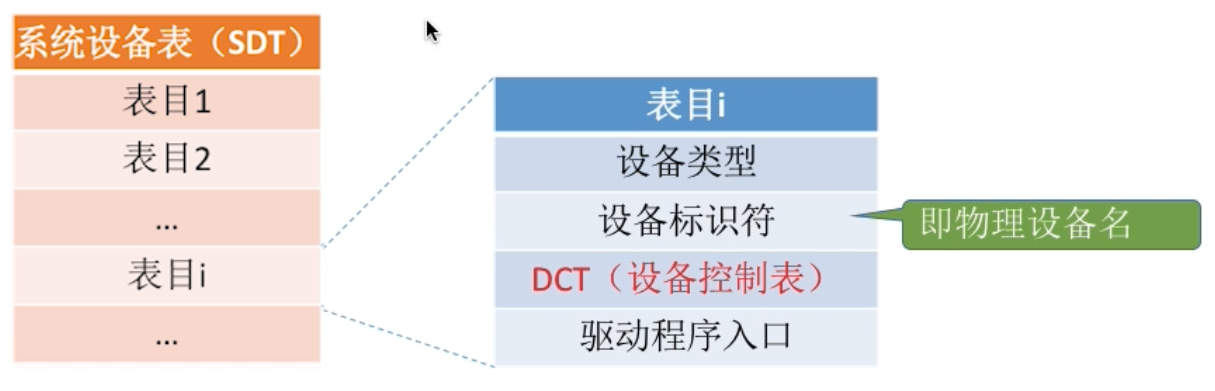 系统设备表（SDT）
表目1
表目2
...
表目i
...
表目i
设备类型
设备标识符
DCT（设备控制表）
驱动程序入口
即物理设备名